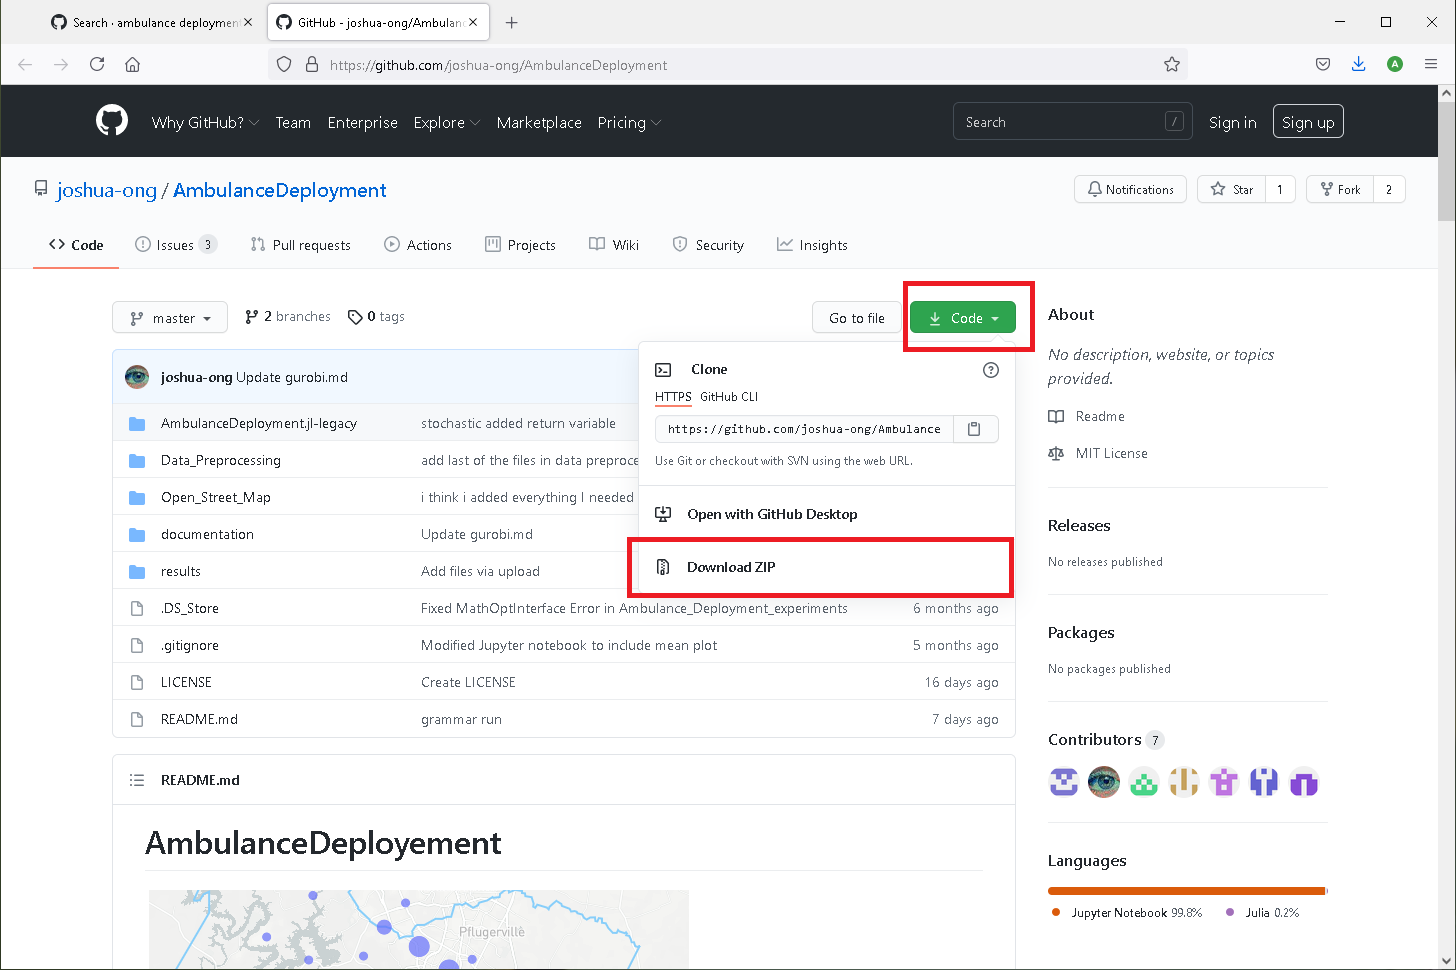 Search · ambulance deployment
GitHub - joshua-ong/Ambulanc
https://github.com/joshua-ong/AmbulanceDeployment
A
Why GitHub? Team Enterprise Explore Marketplace Pricing
Search /
Sign in Sign up
joshua-ong / AmbulanceDeployment
Notifications Star 1 Fork 2
Code Issues 3 Pull requests Actions Projects Wiki Security Insights
master 2 branches 0 tags
Go to file Code
joshua-ong Update gurobi.md
AmbulanceDeployment.jl-legacy stochastic added return variable
Data_Preprocessing add last of the files in data preproce
Open_Street_Map i think i added everything I needed
documentation Update gurobi.md
results Add files via upload
.DS_Store Fixed MathOptInterface Error in Ambulance_Deployment_experiments 6 months ago
.gitignore Modified Jupyter notebook to include mean plot 5 months ago
LICENSE Create LICENSE 16 days ago
README.md grammar run 7 days ago
Clone
HTTPS GitHub CLI
https://github.com/joshua-ong/Ambulance
Use Git or checkout with SVN using the web URL.
Open with GitHub Desktop
Download ZIP
README.md
AmbulanceDeployement
Pflugerville
About
No description, website, or topics
provided.
Readme
MIT License
Releases
No releases published
Packages
No packages published
Contributors 7
Languages
Jupyter Notebook 99.8% Julia 0.2%